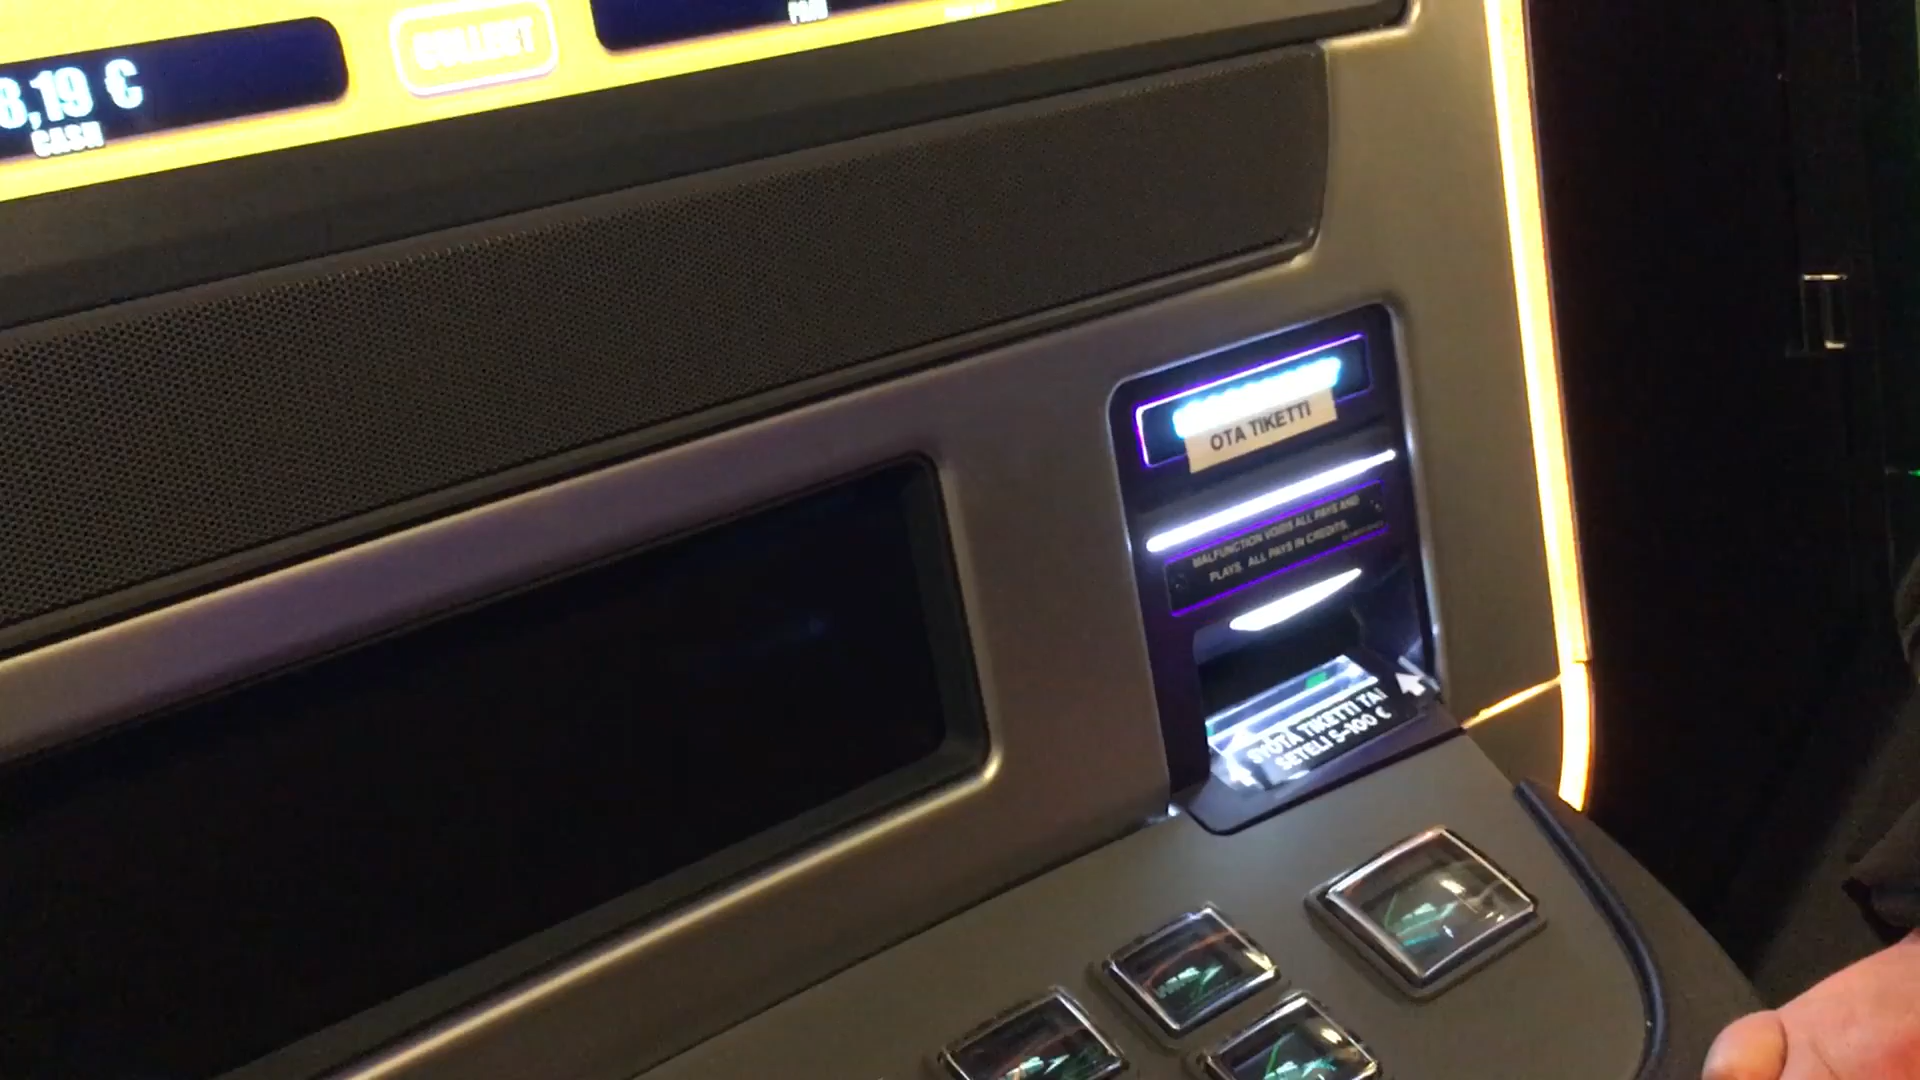 8,19 €
CASH
COLLECT
PAID
OTA TIKETTI
MALFUNCTION VOIDS ALL PAYS AND
PLAYS. ALL PAYS IN CREDITS.
SYÖTÄ TIKETTI TAI
SETELI 5-100 €